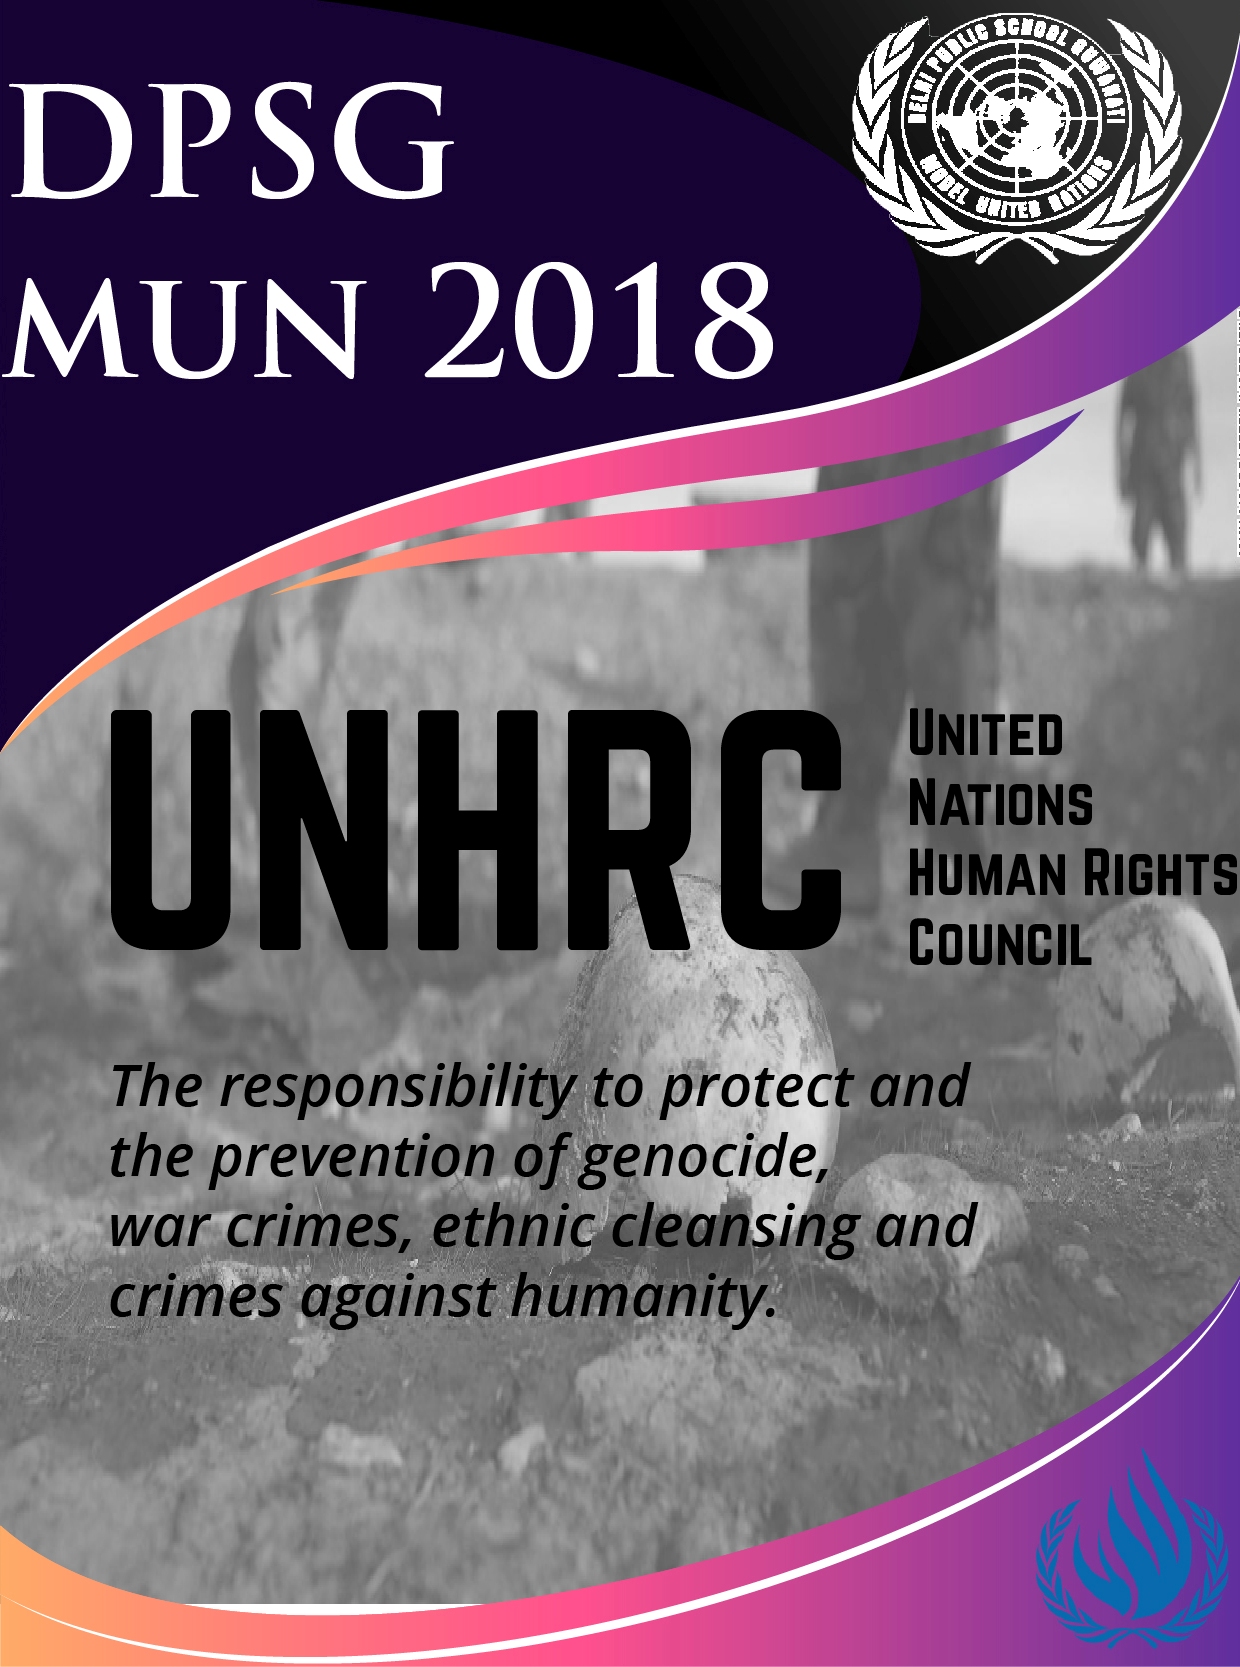 DPSG
MUN 2018
DELHI PUBLIC SCHOOL GUWAHATI
MODEL UNITED NATIONS
UNHRC
UNITED
NATIONS
HUMAN RIGHTS
COUNCIL
The responsibility to protect and
the prevention of genocide,
war crimes, ethnic cleansing and
crimes against humanity.